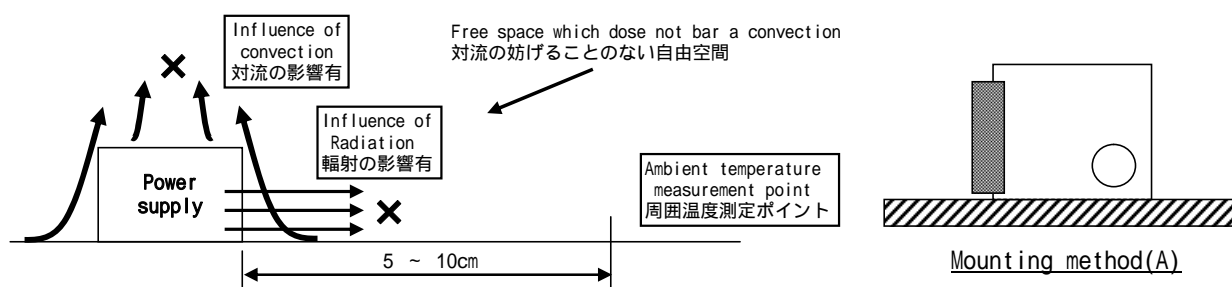 Influence of
convection
対流の影響有
Free space which dose not bar a convection
対流の妨げることのない自由空間
Influence of
Radiation
輻射の影響有
Power
supply
Ambient temperature
measurement point
周囲温度測定ポイント
5 ~ 10cm
Mounting method(A)